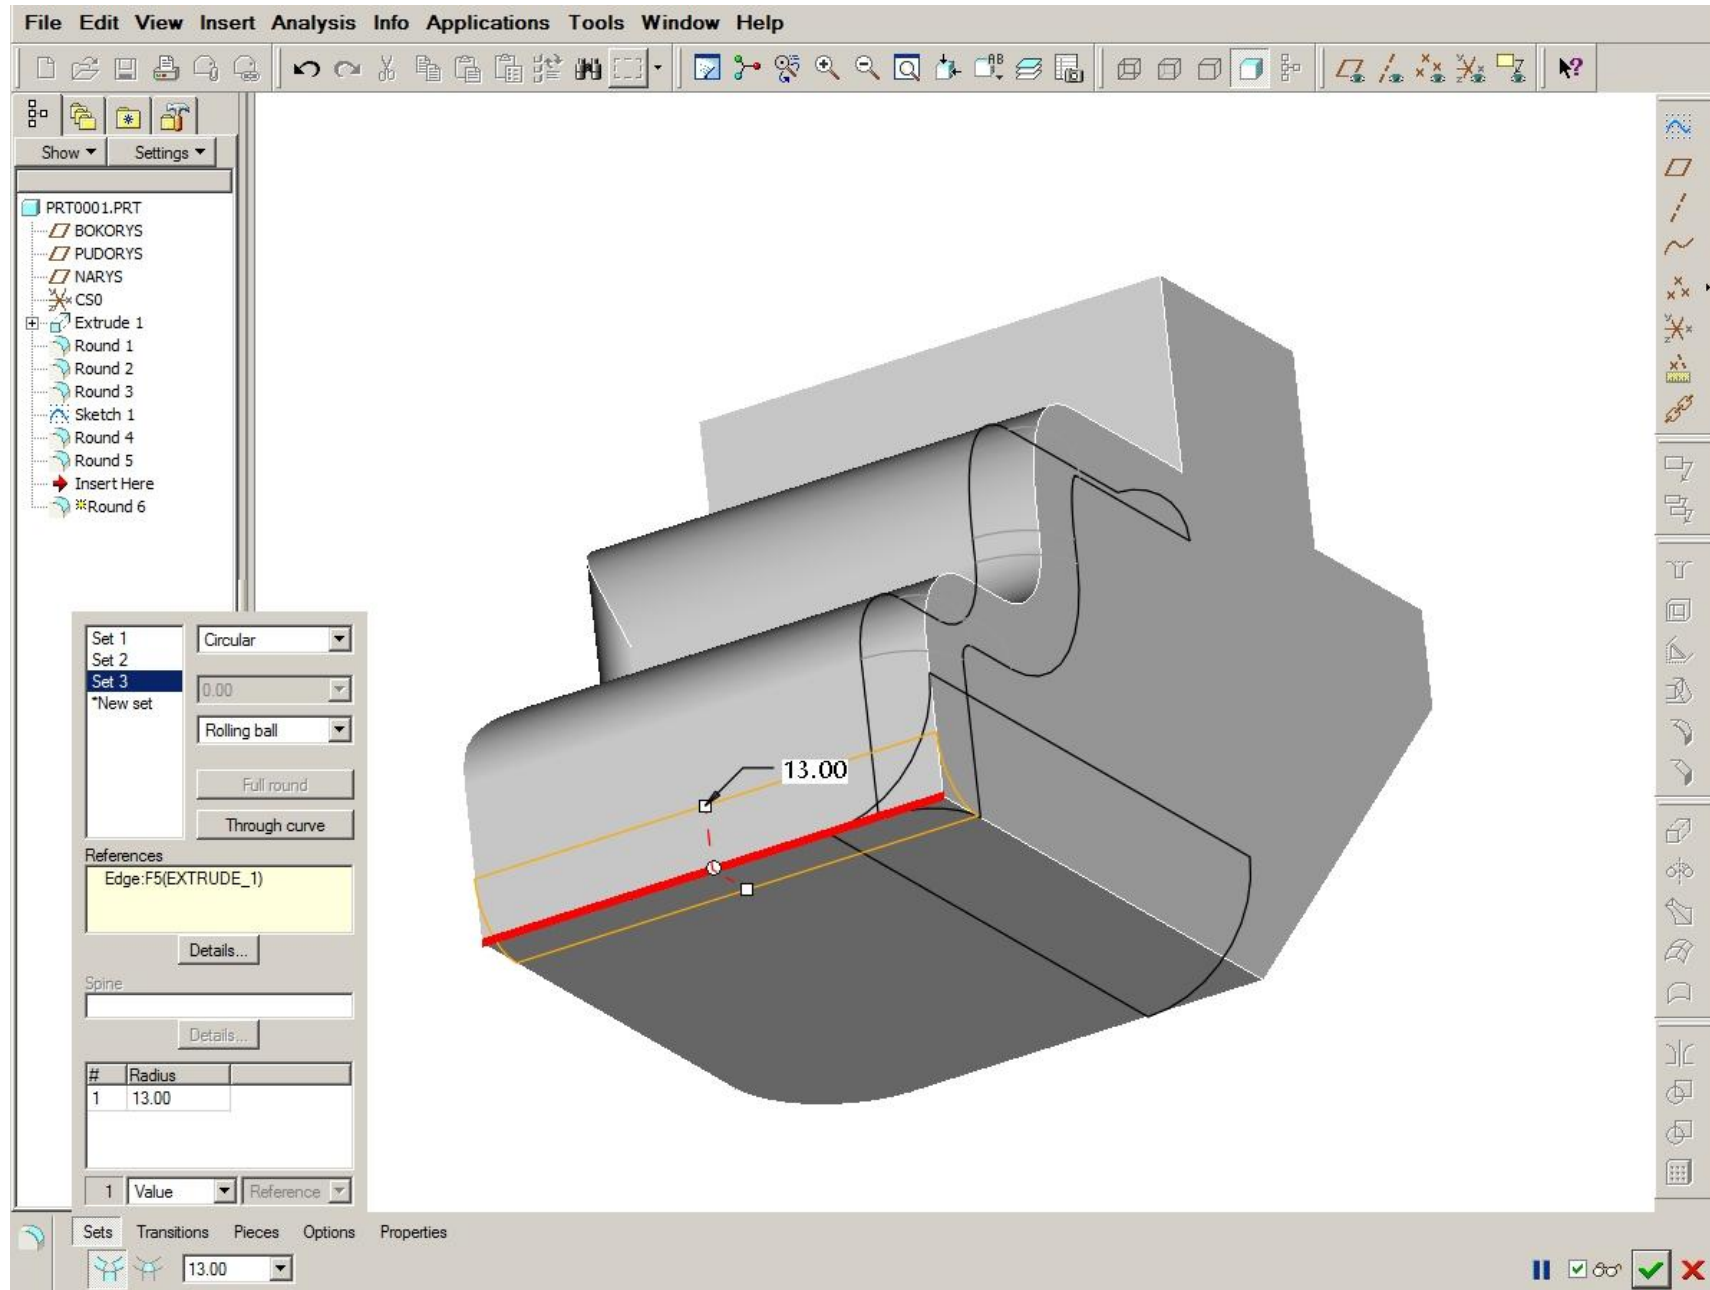 File Edit View Insert Analysis Info Applications Tools Window Help
Show Settings
PRT0001.PRT
BOKORYS
PUDORYS
NARYS
CS0
Extrude 1
Round 1
Round 2
Round 3
Sketch 1
Round 4
Round 5
Insert Here
Round 6
Set 1
Set 2
Set 3
*New set
Circular
0.00
Rolling ball
Full round
Through curve
References
Edge:F5(EXTRUDE_1)
Details...
Spine
Details...
# Radius
1 13.00
1 Value Reference
13.00
Sets Transitions Pieces Options Properties
13.00